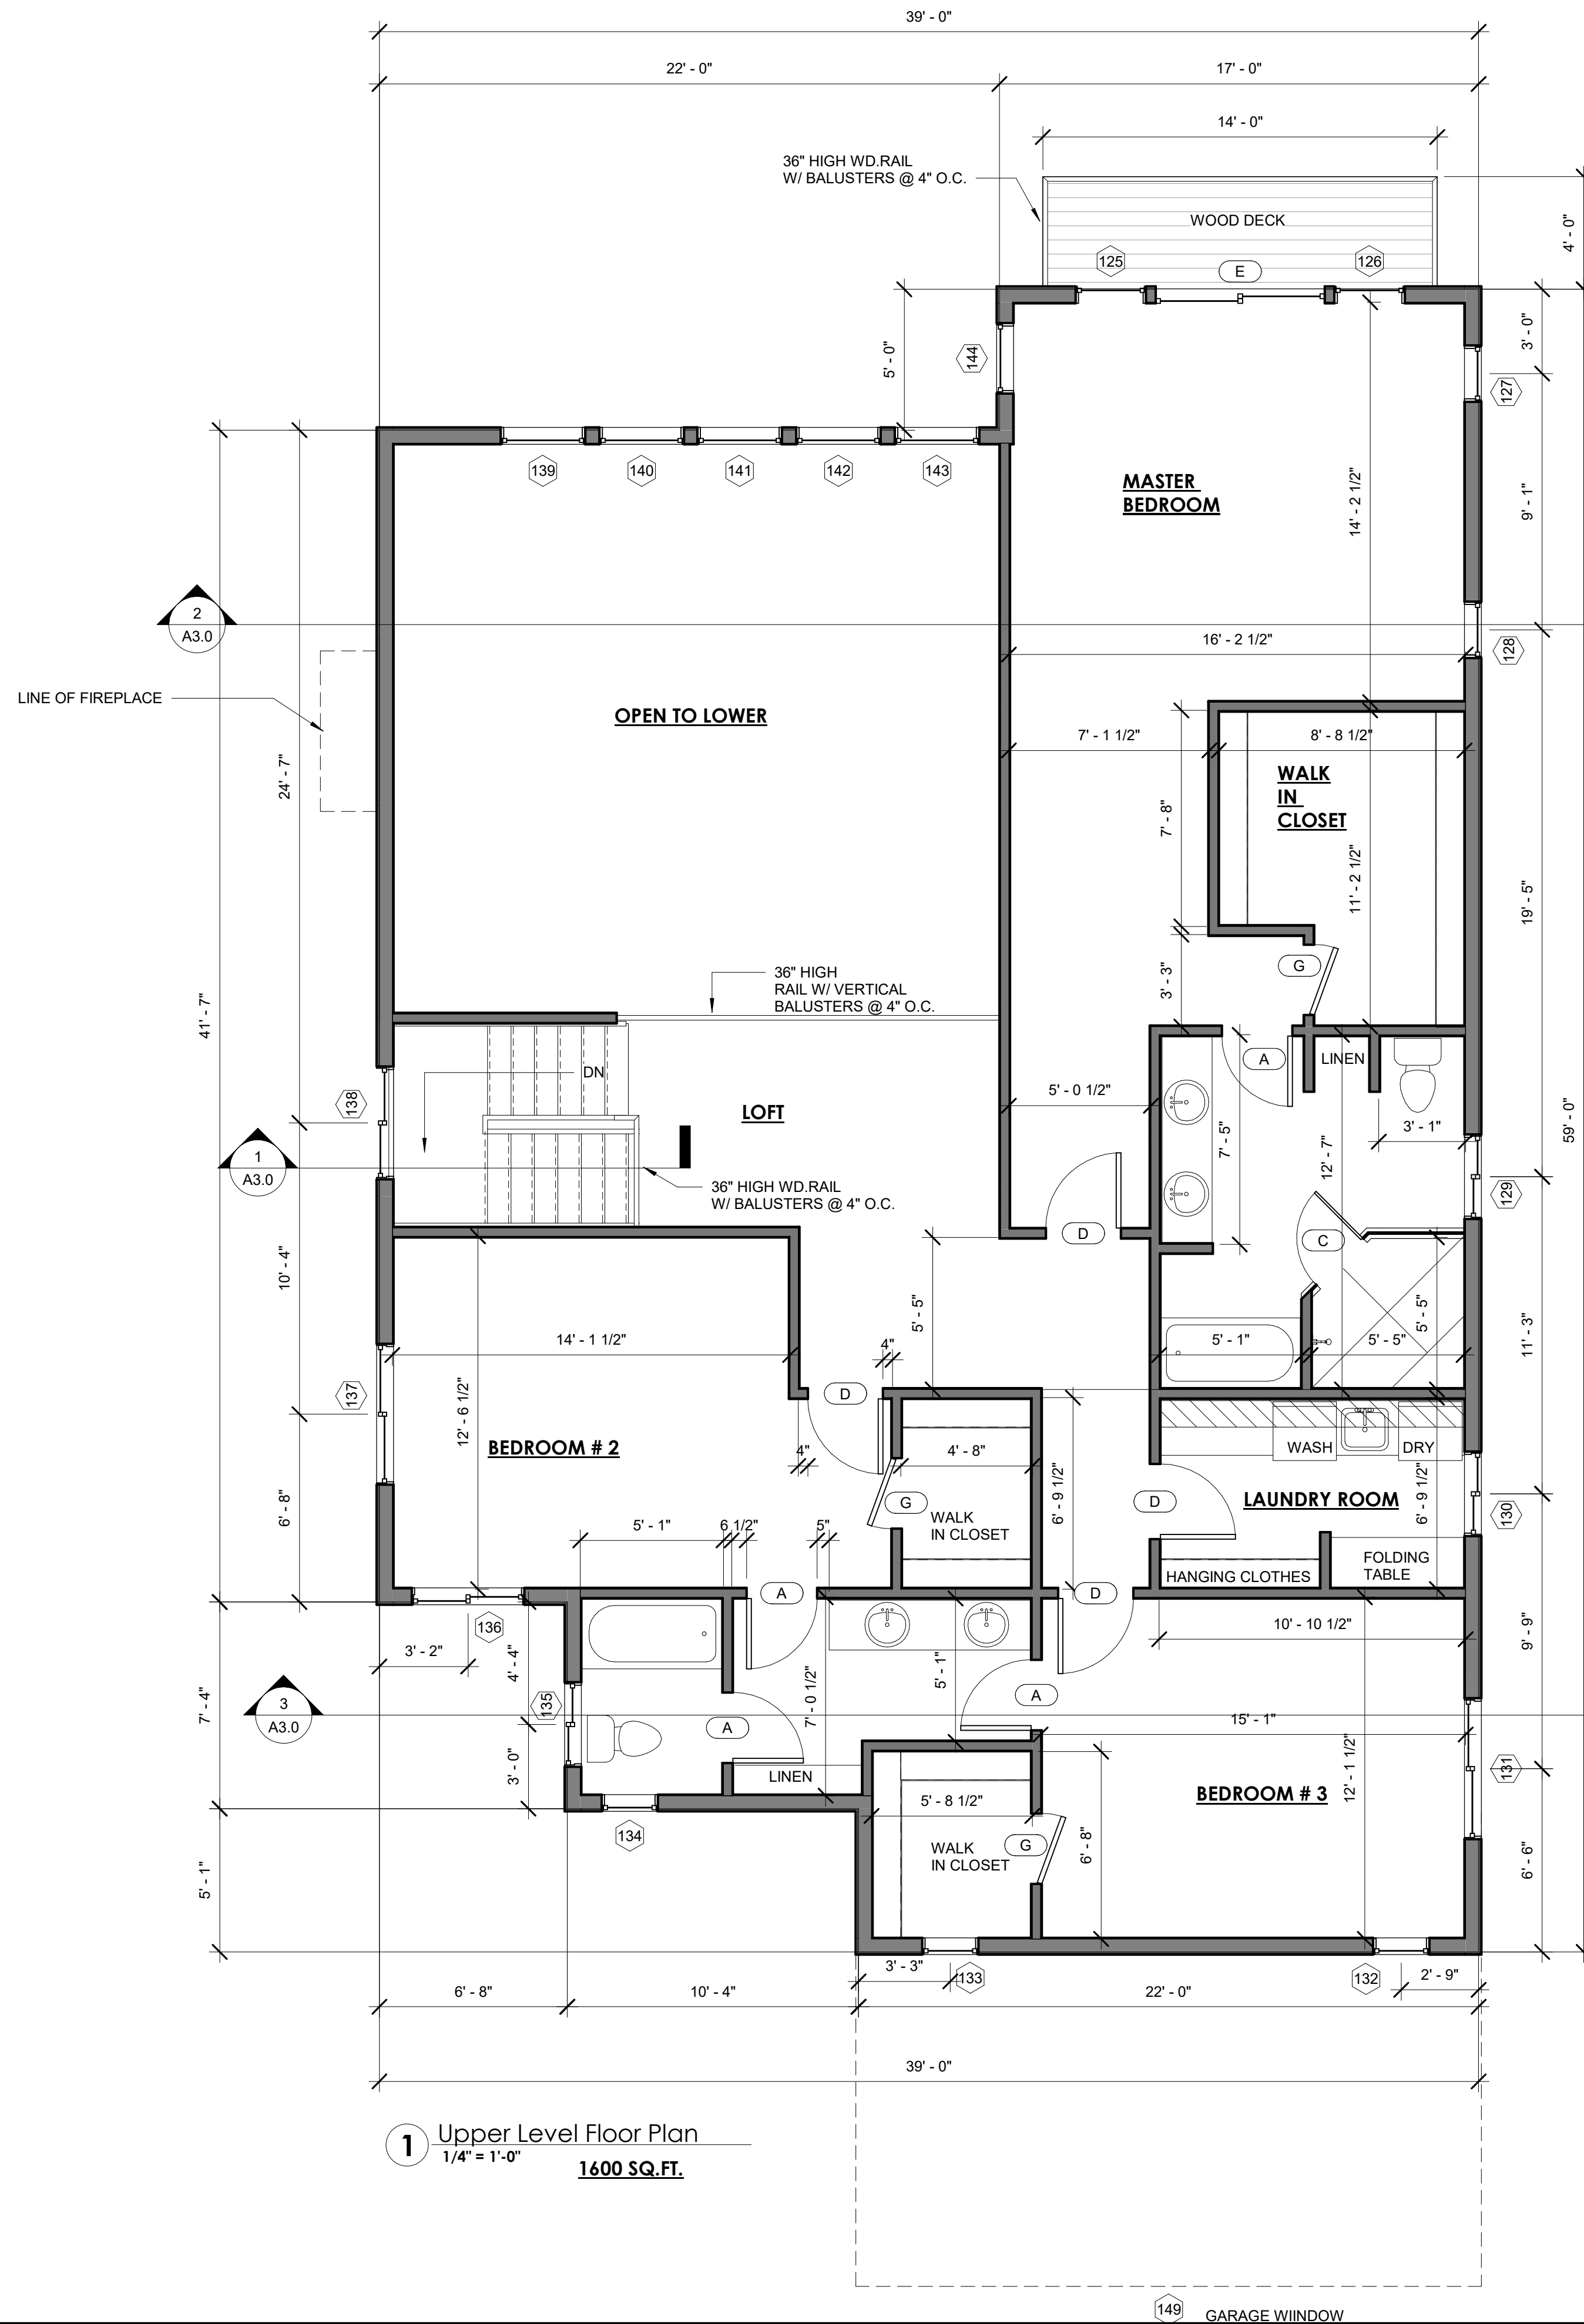 39' - 0"
22' - 0"
17' - 0"
14' - 0"
36" HIGH WD.RAIL
W/ BALUSTERS @ 4" O.C.
WOOD DECK
4' - 0"
125
E
126
3' - 0"
5' - 0"
144
127
139
140
141
142
143
MASTER
BEDROOM
14' - 2 1/2"
9' - 1"
2
A3.0
16' - 2 1/2"
128
LINE OF FIREPLACE
OPEN TO LOWER
7' - 1 1/2"
8' - 8 1/2"
24' - 7"
WALK
IN
CLOSET
7' - 8"
11' - 2 1/2"
19' - 5"
36" HIGH
RAIL W/ VERTICAL
BALUSTERS @ 4" O.C.
G
3' - 3"
41' - 7"
DN
A
LINEN
138
LOFT
5' - 0 1/2"
3' - 1"
59' - 0"
1
A3.0
7' - 5"
12' - 7"
36" HIGH WD.RAIL
W/ BALUSTERS @ 4" O.C.
129
D
C
10' - 4"
5' - 5"
14' - 1 1/2"
4"
5' - 1"
5' - 5"
5' - 5"
11' - 3"
137
12' - 6 1/2"
D
BEDROOM # 2
4"
4' - 8"
WASH
DRY
6' - 8"
G
WALK
IN CLOSET
6' - 9 1/2"
D
LAUNDRY ROOM
6' - 9 1/2"
130
5' - 1"
6 1/2"
5"
HANGING CLOTHES
FOLDING
TABLE
A
D
136
3' - 2"
4' - 4"
10' - 10 1/2"
9' - 9"
7' - 4"
3
A3.0
135
7' - 0 1/2"
5' - 1"
A
A
15' - 1"
3' - 0"
LINEN
131
BEDROOM # 3
12' - 1 1/2"
134
5' - 8 1/2"
WALK
IN CLOSET
G
6' - 8"
5' - 1"
6' - 6"
3' - 3"
133
132
2' - 9"
6' - 8"
10' - 4"
22' - 0"
39' - 0"
1
Upper Level Floor Plan
1/4" = 1'-0"
1600 SQ.FT.
149
GARAGE WIINDOW